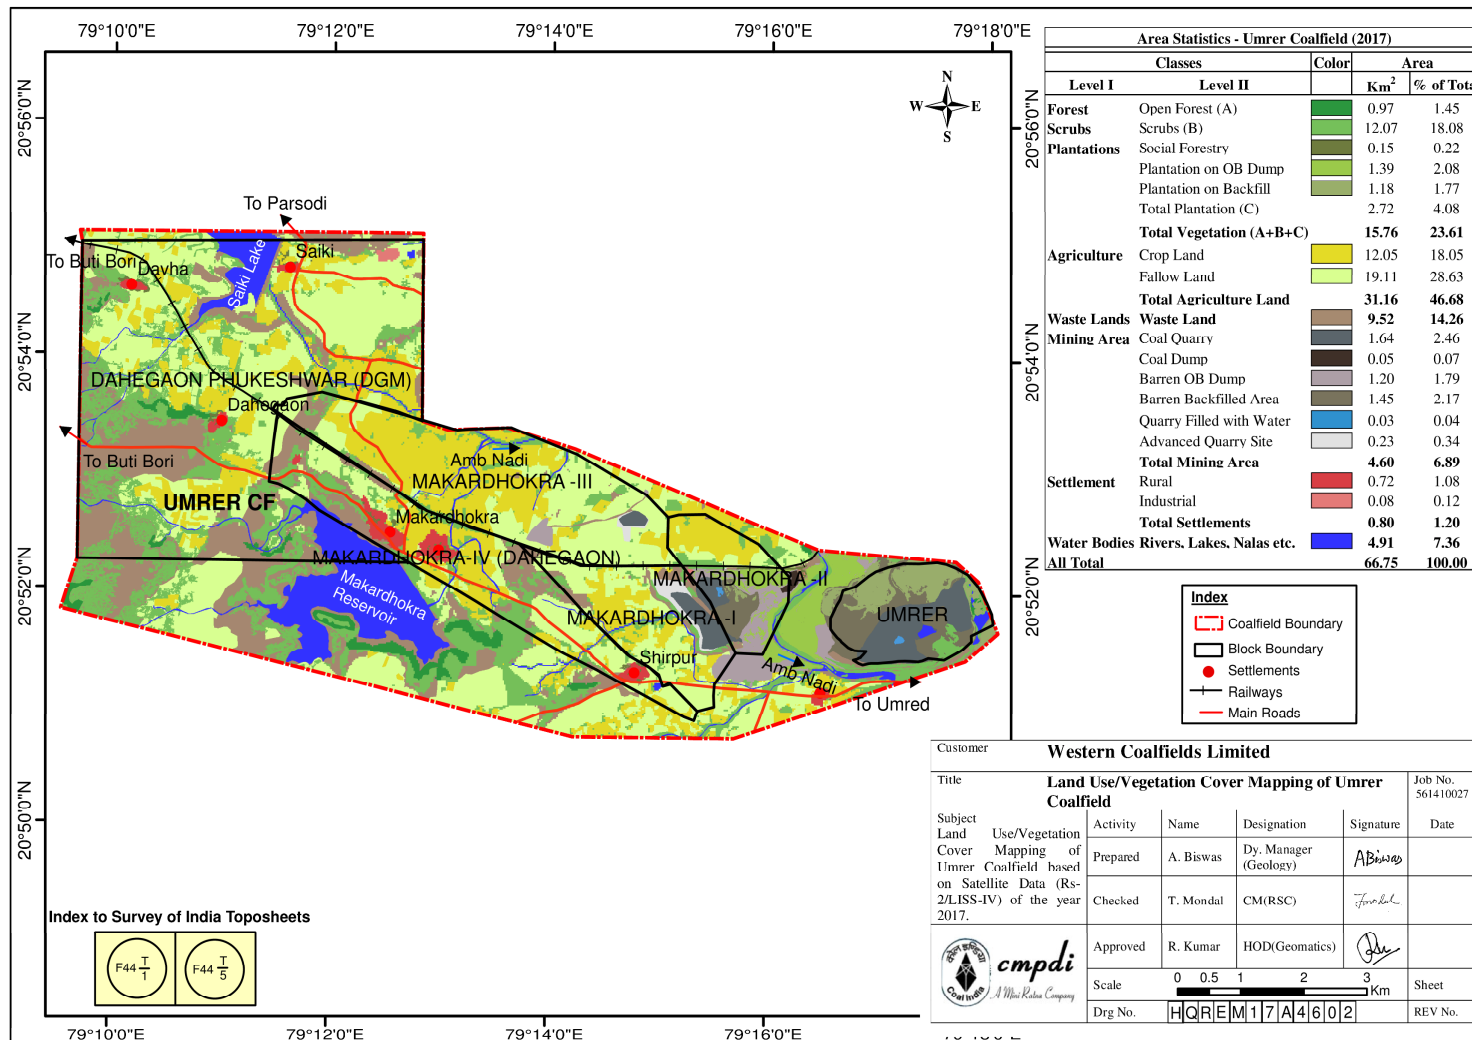 79°10'0"E 79°12'0"E 79°14'0"E 79°16'0"E 79°18'0"E
20°56'0"N
20°54'0"N
20°52'0"N
20°50'0"N
20°56'0"N
20°54'0"N
20°52'0"N
N
W E
S
To Parsodi
Saiki
To Buti Bori
Davha
Saiki Lake
DAHEGAON PHUKESHWAR (DGM)
Dahogaon
To Buti Bori
Amb Nadi
MAKARDHOKRA -III
UMRER CF
Makardhokra
MAKARDHOKRA-IV (DAHEGAON)
MAKARDHOKRA -II
Makardhokra
Reservoir
MAKARDHOKRA -I
UMRER
Shirpur
Amb Nadi
To Umred
Area Statistics - Umrer Coalfield (2017)
Classes Color Area
Level I Level II Km2 % of Tota
Forest Open Forest (A) 0.97 1.45
Scrubs Scrubs (B) 12.07 18.08
Plantations Social Forestry 0.15 0.22
Plantation on OB Dump 1.39 2.08
Plantation on Backfill 1.18 1.77
Total Plantation (C) 2.72 4.08
Total Vegetation (A+B+C) 15.76 23.61
Agriculture Crop Land 12.05 18.05
Fallow Land 19.11 28.63
Total Agriculture Land 31.16 46.68
Waste Lands Waste Land 9.52 14.26
Mining Area Coal Quarry 1.64 2.46
Coal Dump 0.05 0.07
Barren OB Dump 1.20 1.79
Barren Backfilled Area 1.45 2.17
Quarry Filled with Water 0.03 0.04
Advanced Quarry Site 0.23 0.34
Total Mining Area 4.60 6.89
Settlement Rural 0.72 1.08
Industrial 0.08 0.12
Total Settlements 0.80 1.20
Water Bodies Rivers, Lakes, Nalas etc. 4.91 7.36
All Total 66.75 100.00
Index
Coalfield Boundary
Block Boundary
Settlements
Railways
Main Roads
Customer Western Coalfields Limited
Title Land Use/Vegetation Cover Mapping of Umrer
Coalfield
Job No.
561410027
Subject
Land Use/Vegetation
Cover Mapping of
Umrer Coalfield based
on Satellite Data (Rs-
2/LISS-IV) of the year
2017.
Activity Name Designation Signature Date
Prepared A. Biswas Dy. Manager
(Geology)
ABiswas
Checked T. Mondal CM(RSC)
Approved R. Kumar HOD(Geomatics)
Scale 0 0.5 1 2 3
Km
Sheet
Drg No. HQREM17A4602 REV No.
कोल इण्डिया
Coal India
cmpdi
A Mini Ratna Company
Index to Survey of India Toposheets
F44 T
1
F44 T
5
79°10'0"E 79°12'0"E 79°14'0"E 79°16'0"E